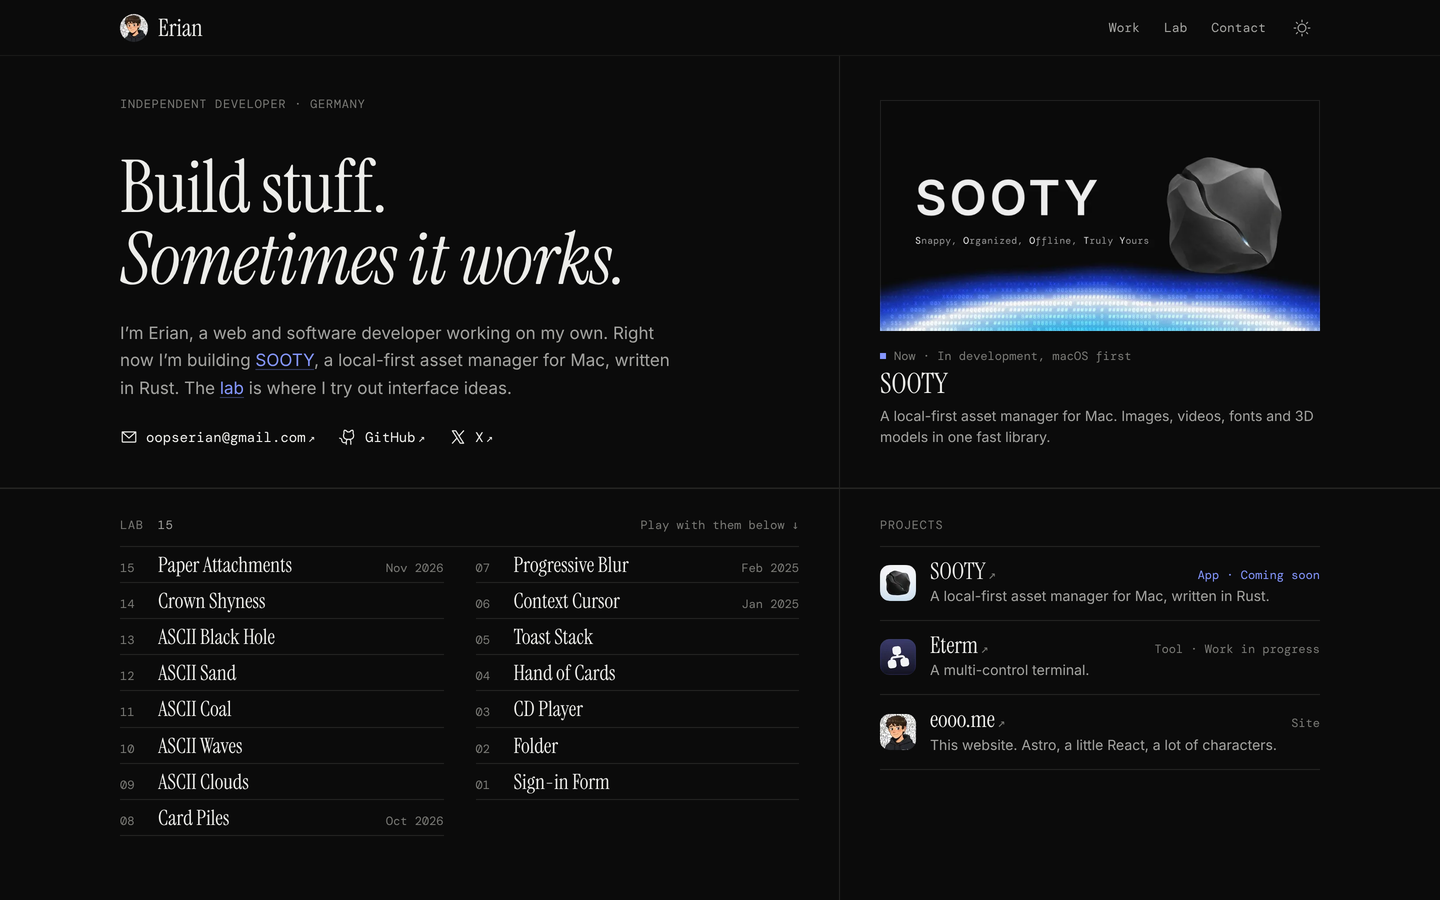 Erian
Work Lab Contact
INDEPENDENT DEVELOPER · GERMANY
Build stuff.
Sometimes it works.
I'm Erian, a web and software developer working on my own. Right
now I'm building SOOTY, a local-first asset manager for Mac, written
in Rust. The lab is where I try out interface ideas.
oopserian@gmail.com↗ GitHub↗ X↗
SOOTY
Snappy, Organized, Offline, Truly Yours
Now · In development, macOS first
SOOTY
A local-first asset manager for Mac. Images, videos, fonts and 3D
models in one fast library.
LAB 15 Play with them below ↓
15 Paper Attachments Nov 2026
14 Crown Shyness
13 ASCII Black Hole
12 ASCII Sand
11 ASCII Coal
10 ASCII Waves
09 ASCII Clouds
08 Card Piles Oct 2026
07 Progressive Blur Feb 2025
06 Context Cursor Jan 2025
05 Toast Stack
04 Hand of Cards
03 CD Player
02 Folder
01 Sign-in Form
PROJECTS
SOOTY↗ App · Coming soon
A local-first asset manager for Mac, written in Rust.
Eterm↗ Tool · Work in progress
A multi-control terminal.
eooo.me↗ Site
This website. Astro, a little React, a lot of characters.